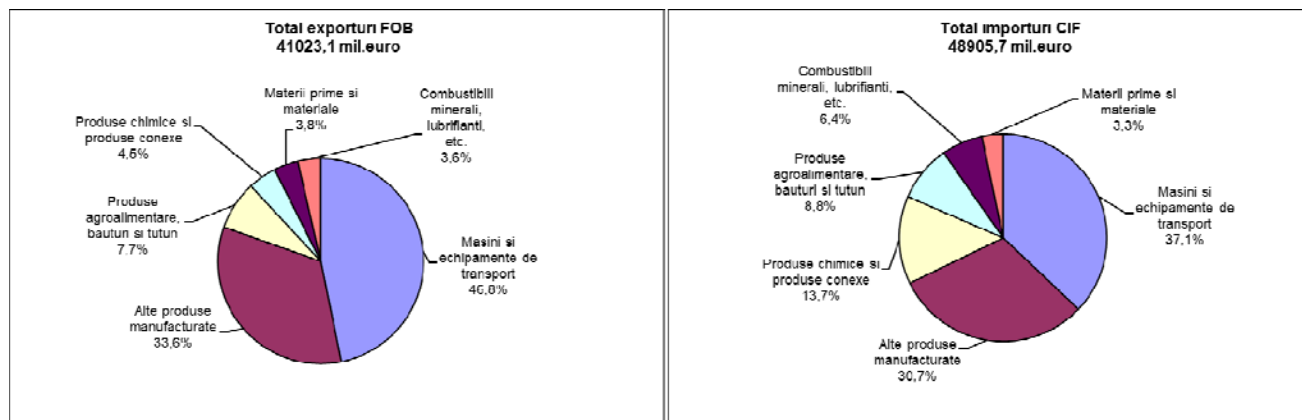 Total exporturi FOB
41023,1 mil.euro
Combustibili
minerali, lubrifianti,
etc.
3,6%
Materii prime si
materiale
3,8%
Produse chimice si
produse conexe
4,5%
Produse
agroalimentare,
bauturi si tutun
7.7%
Masini si
echipamente de
transport
46,8%
Alte produse
manufacturate
33,6%
Total importuri CIF
48905,7 mil.euro
Combustibili
minerali, lubrifianti,
etc.
6,4%
Materii prime si
materiale
3,3%
Produse
agroalimentare,
bauturi si tutun
8,8%
Masini si
echipamente de
transport
37,1%
Produse chimice si
produse conexe
13,7%
Alte produse
manufacturate
30,7%